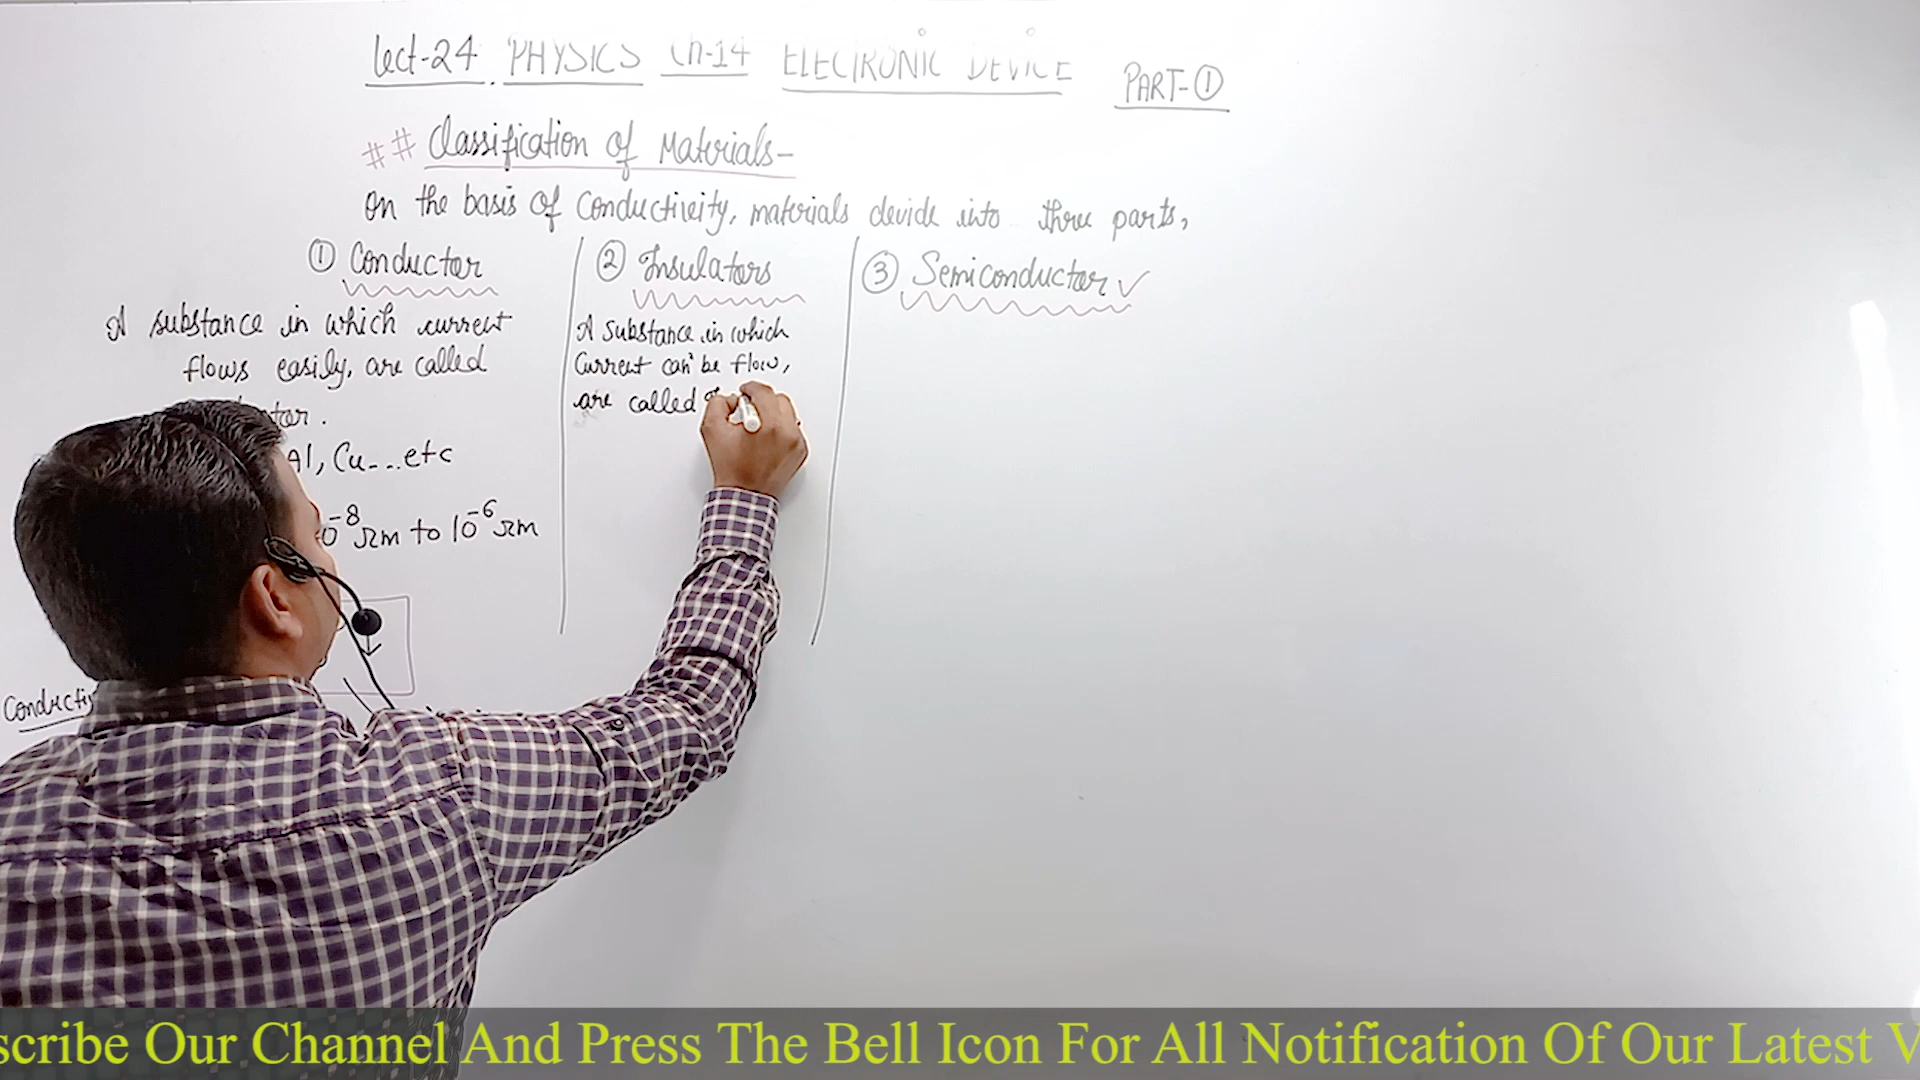 Lect-24 PHYSICS Ch-14 ELECTRONIC DEVICE PART-①
## Classification of Materials-
On the basis of Conductivity, materials devide into three parts,
① Conductor
A substance in which current
flows easily, are called
Al, Cu---etc
-8 Ωm to 10-6 Ωm
② Insulators
A substance in which
Current can't be flow,
are called
③ Semiconductor ✓
scribe Our Channel And Press The Bell Icon For All Notification Of Our Latest V